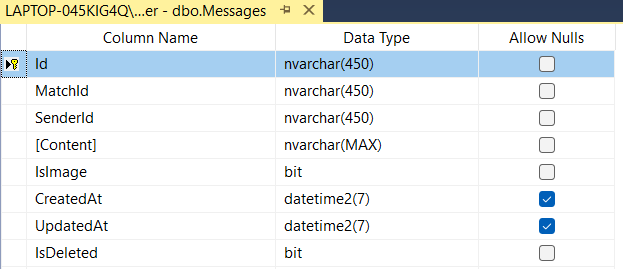 LAPTOP-045KIG4Q\...er - dbo.Messages
Column Name Data Type Allow Nulls
Id nvarchar(450)
MatchId nvarchar(450)
SenderId nvarchar(450)
[Content] nvarchar(MAX)
IsImage bit
CreatedAt datetime2(7)
UpdatedAt datetime2(7)
IsDeleted bit